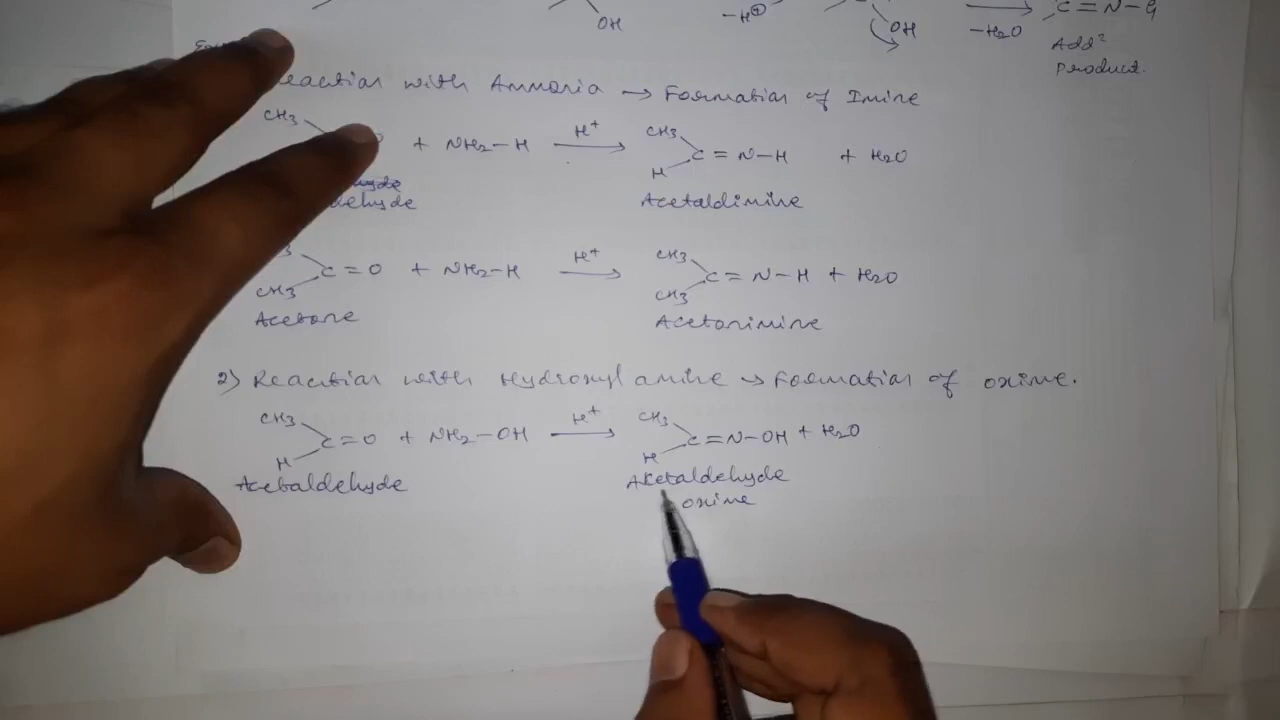 C=N-G
OH -H⊕ OH -H2O Add²
Product.
Reaction with Ammonia → Formation of Imine
CH3 + NH2-H H+ → CH3 C=N-H + H2O
H
dehyde Acetaldimine
C=O + NH2-H H+ → CH3 C=N-H + H2O
CH3 CH3
Acetone Acetonimine
2) Reaction with Hydroxylamine → Formation of oxime.
CH3 C=O + NH2-OH H+ → CH3 C=N-OH + H2O
H H
Acetaldehyde Acetaldehyde
oxime